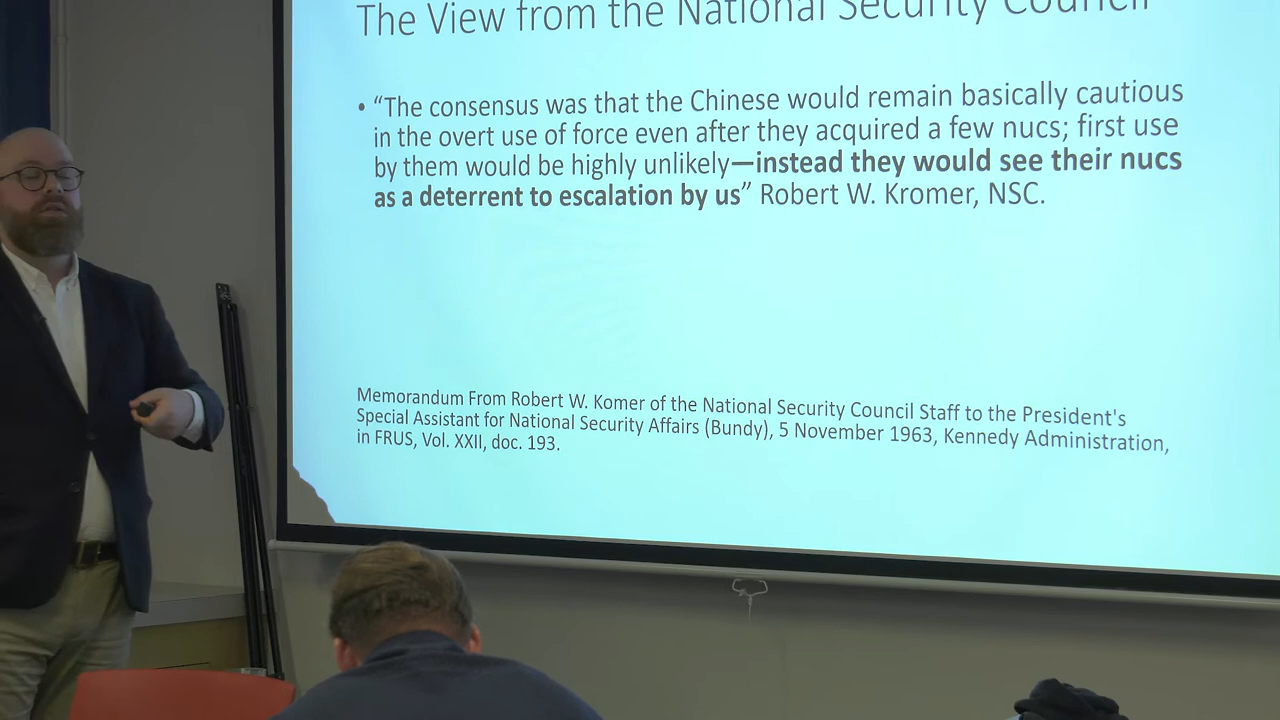 The View from the National Security Council
• “The consensus was that the Chinese would remain basically cautious
in the overt use of force even after they acquired a few nucs; first use
by them would be highly unlikely—instead they would see their nucs
as a deterrent to escalation by us” Robert W. Kromer, NSC.
Memorandum From Robert W. Komer of the National Security Council Staff to the President's
Special Assistant for National Security Affairs (Bundy), 5 November 1963, Kennedy Administration,
in FRUS, Vol. XXII, doc. 193.